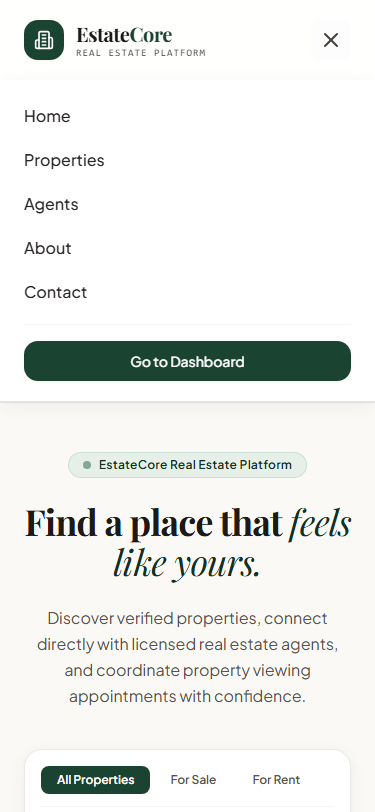 EstateCore
REAL ESTATE PLATFORM
Home
Properties
Agents
About
Contact
Go to Dashboard
EstateCore Real Estate Platform
Find a place that feels
like yours.
Discover verified properties, connect
directly with licensed real estate agents,
and coordinate property viewing
appointments with confidence.
All Properties For Sale For Rent